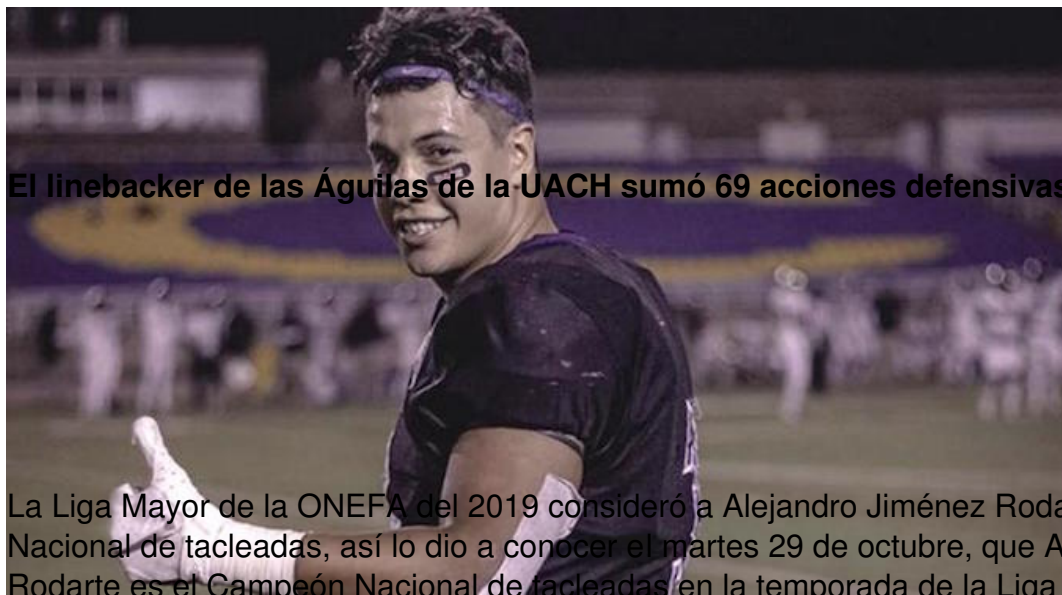 El linebacker de las Águilas de la UACH sumó 69 acciones defensivas
La Liga Mayor de la ONEFA del 2019 consideró a Alejandro Jiménez Roda
Nacional de tacleadas, así lo dio a conocer el martes 29 de octubre, que A
Rodarte es el Campeón Nacional de tacleadas en la temporada de la Liga